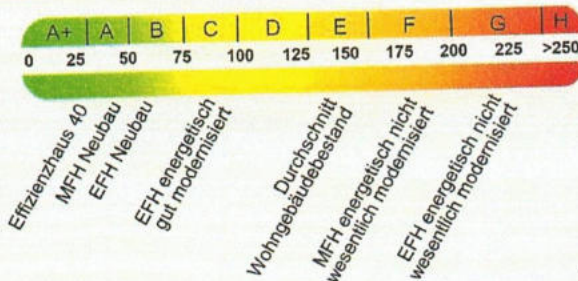 A+ A B C D E F G H
0 25 50 75 100 125 150 175 200 225 >250
Effizienzhaus 40
MFH Neubau
EFH Neubau
EFH energetisch
gut modernisiert
Durchschnitt
Wohngebäudebestand
MFH energetisch nicht
wesentlich modernisiert
EFH energetisch nicht
wesentlich modernisiert